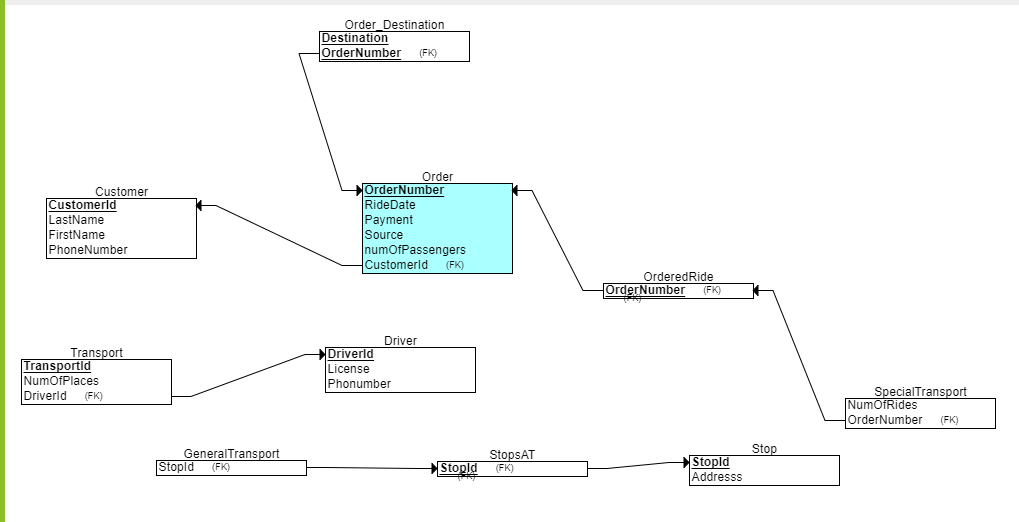 Order_Destination
Destination
OrderNumber (FK)
Order
OrderNumber
RideDate
Payment
Source
numOfPassengers
CustomerId (FK)
Customer
CustomerId
LastName
FirstName
PhoneNumber
OrderedRide
OrderNumber (FK)
(FK)
Transport
TransportId
NumOfPlaces
DriverId (FK)
Driver
DriverId
License
Phonumber
SpecialTransport
NumOfRides
OrderNumber (FK)
GeneralTransport
StopId (FK)
StopsAT
StopId (FK)
(FK)
Stop
StopId
Addresss